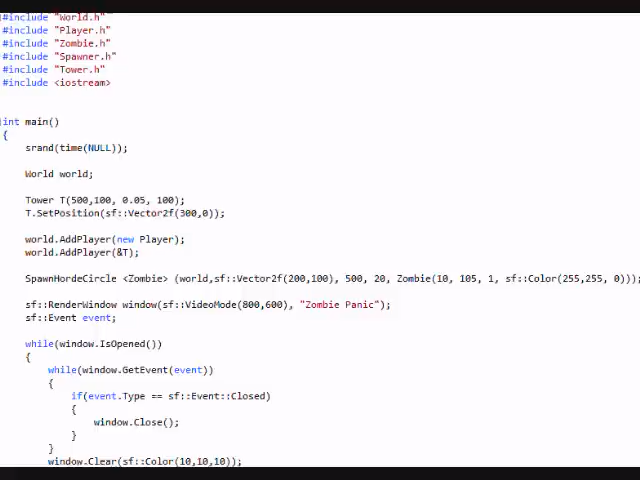 #include "World.h"
#include "Player.h"
#include "Zombie.h"
#include "Spawner.h"
#include "Tower.h"
#include <iostream>
int main()
{
srand(time(NULL));
World world;
Tower T(500,100, 0.05, 100);
T.SetPosition(sf::Vector2f(300,0));
world.AddPlayer(new Player);
world.AddPlayer(&T);
SpawnHordeCircle <Zombie> (world,sf::Vector2f(200,100), 500, 20, Zombie(10, 105, 1, sf::Color(255,255, 0)));
sf::RenderWindow window(sf::VideoMode(800,600), "Zombie Panic");
sf::Event event;
while(window.IsOpened())
{
while(window.GetEvent(event))
{
if(event.Type == sf::Event::Closed)
{
window.Close();
}
}
window.Clear(sf::Color(10,10,10));